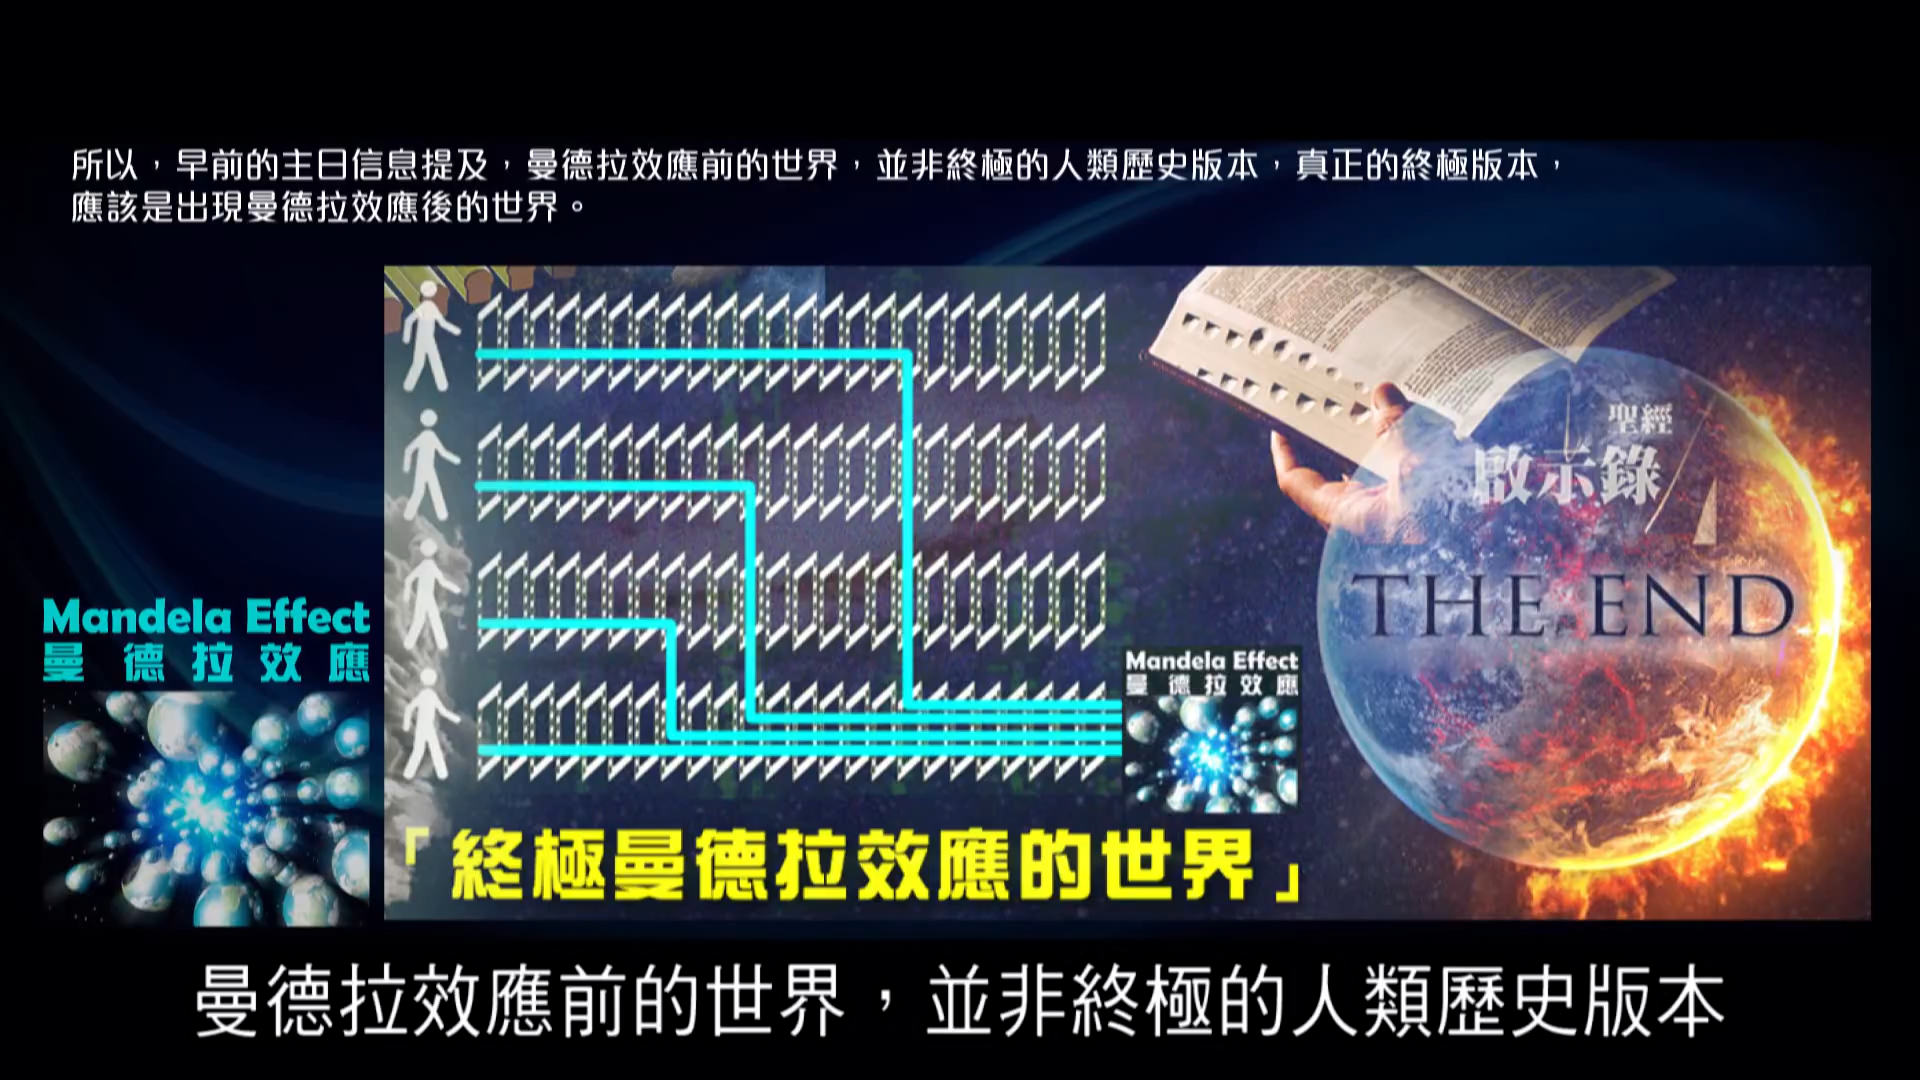 所以，早前的主日信息提及，曼德拉效應前的世界，並非終極的人類歷史版本，真正的終極版本，
應該是出現曼德拉效應後的世界。
聖經
啟示錄
THE END
Mandela Effect
曼德拉效應
Mandela Effect
曼德拉效應
「終極曼德拉效應的世界」
曼德拉效應前的世界，並非終極的人類歷史版本